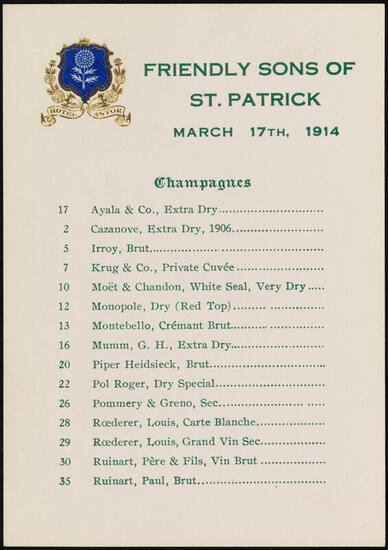 HOTEL ASTOR
FRIENDLY SONS OF
ST. PATRICK
MARCH 17TH, 1914
Champagnes
17 Ayala & Co., Extra Dry..............................
2 Cazanove, Extra Dry, 1906..........................
5 Irroy, Brut...............................................
7 Krug & Co., Private Cuvée..........................
10 Moët & Chandon, White Seal, Very Dry.....
12 Monopole, Dry (Red Top)..........................
13 Montebello, Crémant Brut..........................
16 Mumm, G. H., Extra Dry..........................
20 Piper Heidsieck, Brut..............................
22 Pol Roger, Dry Special..............................
26 Pommery & Greno, Sec..............................
28 Rœderer, Louis, Carte Blanche....................
29 Rœderer, Louis, Grand Vin Sec....................
30 Ruinart, Père & Fils, Vin Brut....................
35 Ruinart, Paul, Brut....................................